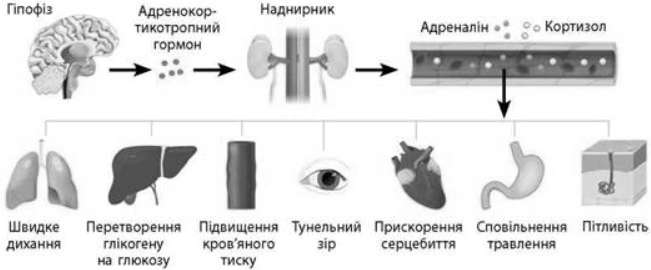 Гіпофіз
Адренокор-
тикотропний
гормон
Наднирник
Адреналін
Кортизол
Швидке
дихання
Перетворення
глікогену
на глюкозу
Підвищення
кров'яного
тиску
Тунельний
зір
Прискорення
серцебиття
Сповільнення
травлення
Пітливість